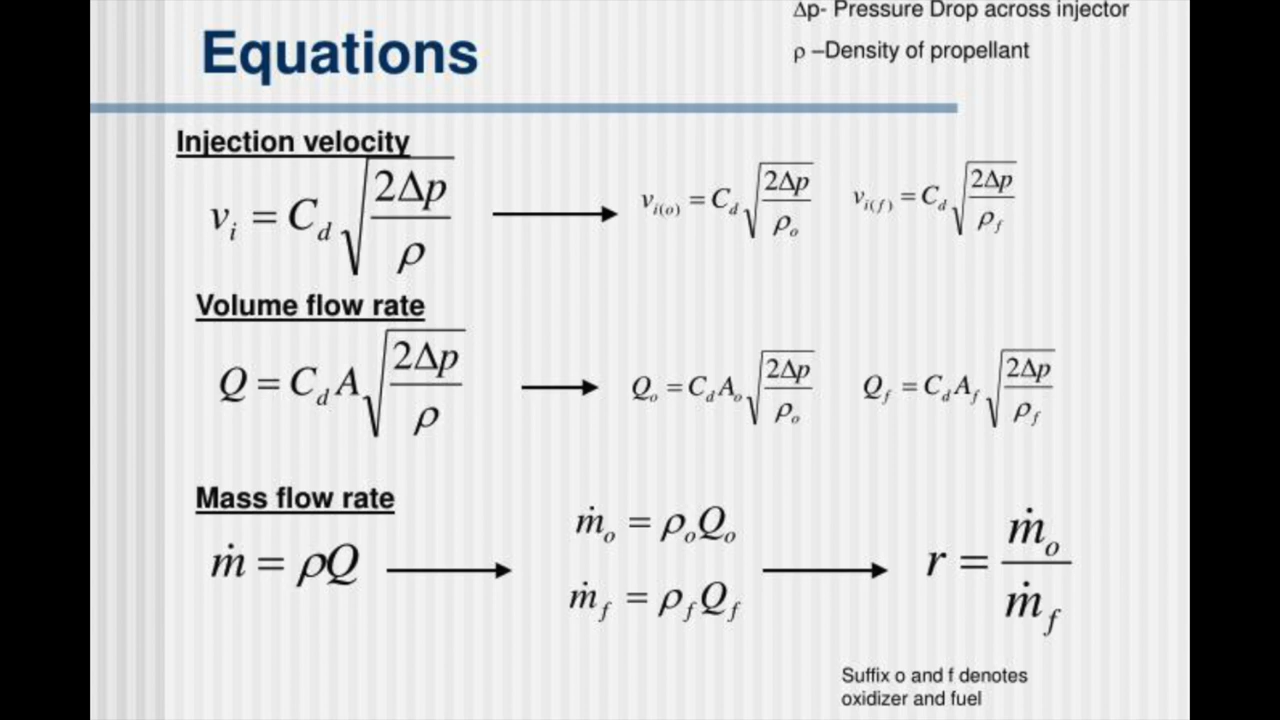 Equations
Δp- Pressure Drop across injector
ρ –Density of propellant
Injection velocity
v_i = C_d √(2Δp/ρ) → v_i(o) = C_d √(2Δp/ρ_o) v_i(f) = C_d √(2Δp/ρ_f)
Volume flow rate
Q = C_d A √(2Δp/ρ) → Q_o = C_d A_o √(2Δp/ρ_o) Q_f = C_d A_f √(2Δp/ρ_f)
Mass flow rate
ṁ = ρQ → ṁ_o = ρ_o Q_o
ṁ_f = ρ_f Q_f → r = ṁ_o/ṁ_f
Suffix o and f denotes
oxidizer and fuel